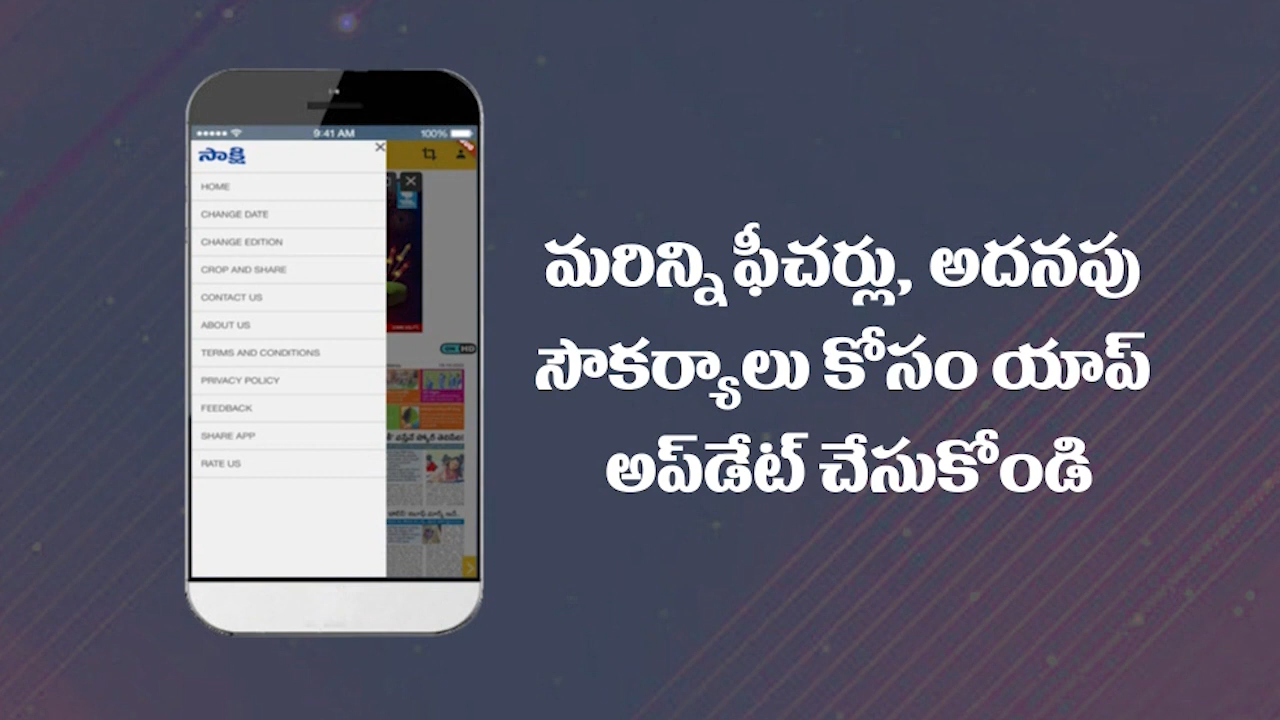 9:41 AM
100%
సాక్షి
HOME
CHANGE DATE
CHANGE EDITION
CROP AND SHARE
CONTACT US
ABOUT US
TERMS AND CONDITIONS
PRIVACY POLICY
FEEDBACK
SHARE APP
RATE US
HD
మరిన్ని ఫీచర్లు, అదనపు
సౌకర్యాలు కోసం యాప్
అప్‌డేట్ చేసుకోండి